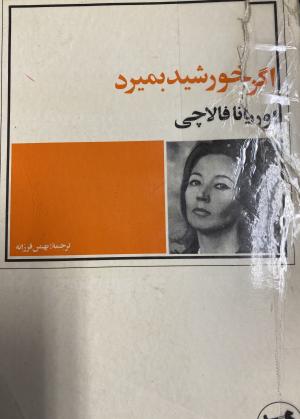 اگر خورشید بمیرد
اوریانا فالاچی
ترجمهٔ: بهمن فرزانه